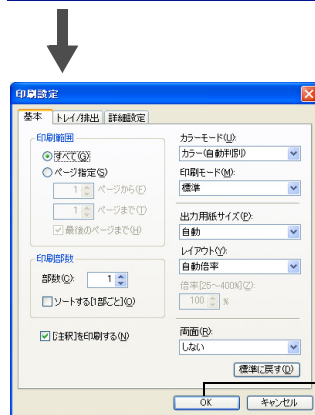 印刷設定
基本 トレイ/排出 詳細設定
印刷範囲
すべて(G)
ページ指定(S)
1 ページから(F)
1 ページまで(T)
最後のページまで(H)
印刷部数
部数(C): 1
ソートする[1部ごと](O)
[注釈]を印刷する(N)
カラーモード(U):
カラー(自動判別)
印刷モード(M):
標準
出力用紙サイズ(P):
自動
レイアウト(Y):
自動倍率
倍率[25～400%](Z):
100 %
両面(R):
しない
標準に戻す(D)
OK キャンセル